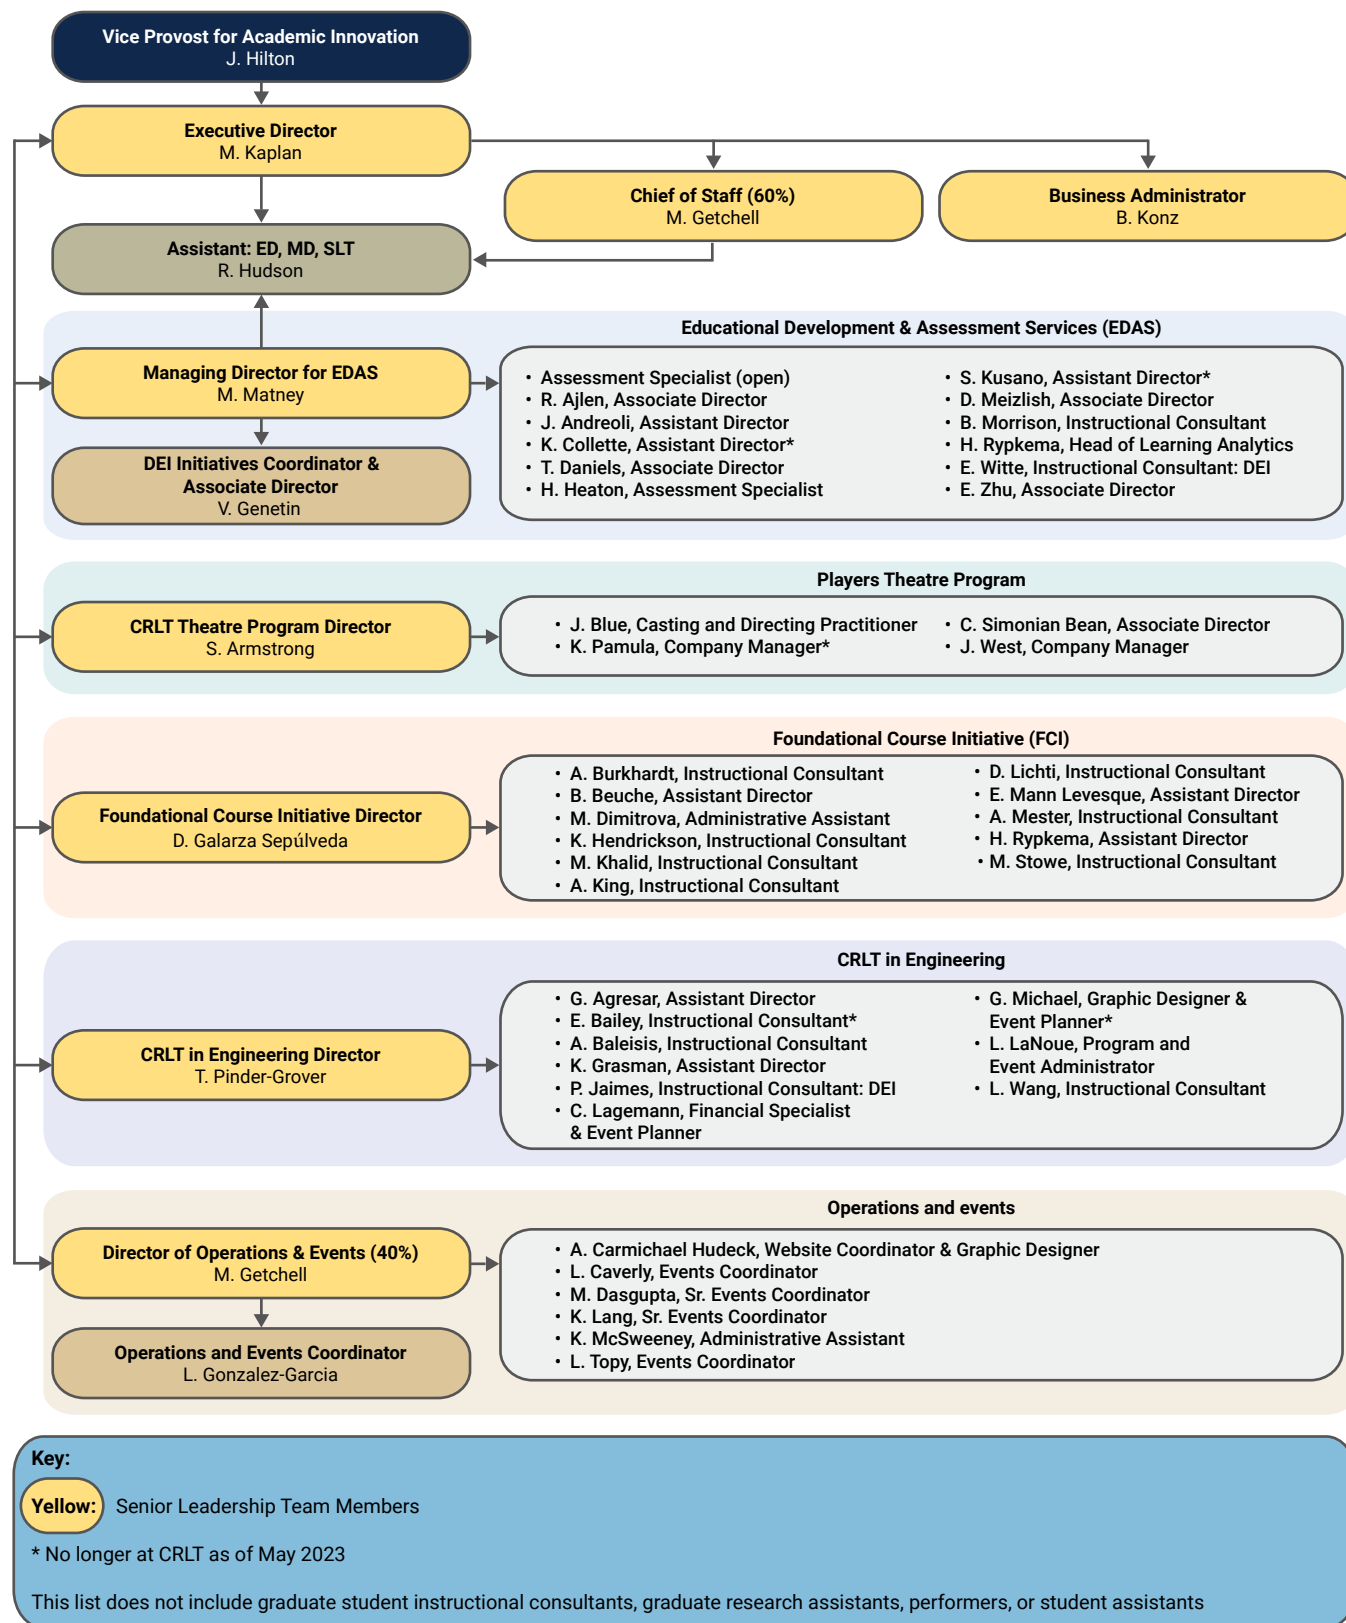 Vice Provost for Academic Innovation
J. Hilton
Executive Director
M. Kaplan
Chief of Staff (60%)
M. Getchell
Business Administrator
B. Konz
Assistant: ED, MD, SLT
R. Hudson
Educational Development & Assessment Services (EDAS)
Managing Director for EDAS
M. Matney
DEI Initiatives Coordinator &
Associate Director
V. Genetin
• Assessment Specialist (open)
• R. Ajlen, Associate Director
• J. Andreoli, Assistant Director
• K. Collette, Assistant Director*
• T. Daniels, Associate Director
• H. Heaton, Assessment Specialist
• S. Kusano, Assistant Director*
• D. Meizlish, Associate Director
• B. Morrison, Instructional Consultant
• H. Rypkema, Head of Learning Analytics
• E. Witte, Instructional Consultant: DEI
• E. Zhu, Associate Director
Players Theatre Program
CRLT Theatre Program Director
S. Armstrong
• J. Blue, Casting and Directing Practitioner
• K. Pamula, Company Manager*
• C. Simonian Bean, Associate Director
• J. West, Company Manager
Foundational Course Initiative (FCI)
Foundational Course Initiative Director
D. Galarza Sepúlveda
• A. Burkhardt, Instructional Consultant
• B. Beuche, Assistant Director
• M. Dimitrova, Administrative Assistant
• K. Hendrickson, Instructional Consultant
• M. Khalid, Instructional Consultant
• A. King, Instructional Consultant
• D. Lichti, Instructional Consultant
• E. Mann Levesque, Assistant Director
• A. Mester, Instructional Consultant
• H. Rypkema, Assistant Director
• M. Stowe, Instructional Consultant
CRLT in Engineering
CRLT in Engineering Director
T. Pinder-Grover
• G. Agresar, Assistant Director
• E. Bailey, Instructional Consultant*
• A. Baleisis, Instructional Consultant
• K. Grasman, Assistant Director
• P. Jaimes, Instructional Consultant: DEI
• C. Lagemann, Financial Specialist
& Event Planner
• G. Michael, Graphic Designer &
Event Planner*
• L. LaNoue, Program and
Event Administrator
• L. Wang, Instructional Consultant
Operations and events
Director of Operations & Events (40%)
M. Getchell
Operations and Events Coordinator
L. Gonzalez-Garcia
• A. Carmichael Hudeck, Website Coordinator & Graphic Designer
• L. Caverly, Events Coordinator
• M. Dasgupta, Sr. Events Coordinator
• K. Lang, Sr. Events Coordinator
• K. McSweeney, Administrative Assistant
• L. Topy, Events Coordinator
Key:
Yellow: Senior Leadership Team Members
* No longer at CRLT as of May 2023
This list does not include graduate student instructional consultants, graduate research assistants, performers, or student assistants